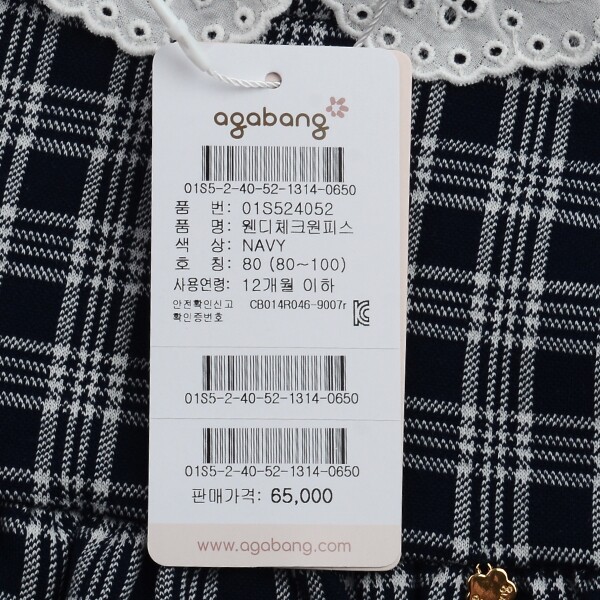 agabang
01S5-2-40-52-1314-0650
품 번: 01S524052
품 명: 웬디체크원피스
색 상: NAVY
호 칭: 80 (80~100)
사용연령: 12개월 이하
안전확인신고 CB014R046-9007r
확인증번호
01S5-2-40-52-1314-0650
01S5-2-40-52-1314-0650
판매가격: 65,000
www.agabang.com